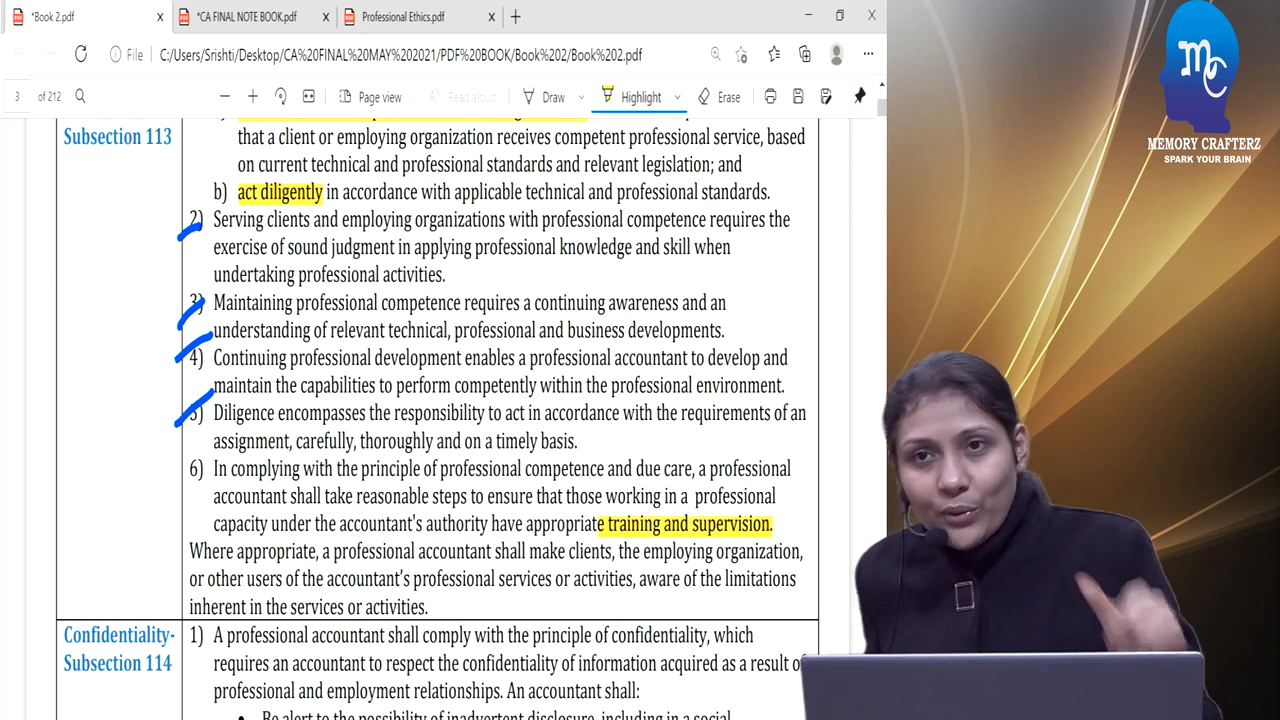 *Book 2.pdf
*CA FINAL NOTE BOOK.pdf
Professional Ethics.pdf
File
C:/Users/Srishti/Desktop/CA%20FINAL%20MAY%202021/PDF%20BOOK/Book%202/Book%202.pdf
3 of 212
Page view
Read aloud
Draw
Highlight
Erase
MEMORY CRAFTERZ
SPARK YOUR BRAIN
Subsection 113
that a client or employing organization receives competent professional service, based
on current technical and professional standards and relevant legislation; and
b) act diligently in accordance with applicable technical and professional standards.
2) Serving clients and employing organizations with professional competence requires the
exercise of sound judgment in applying professional knowledge and skill when
undertaking professional activities.
3) Maintaining professional competence requires a continuing awareness and an
understanding of relevant technical, professional and business developments.
4) Continuing professional development enables a professional accountant to develop and
maintain the capabilities to perform competently within the professional environment.
5) Diligence encompasses the responsibility to act in accordance with the requirements of an
assignment, carefully, thoroughly and on a timely basis.
6) In complying with the principle of professional competence and due care, a professional
accountant shall take reasonable steps to ensure that those working in a professional
capacity under the accountant's authority have appropriate training and supervision.
Where appropriate, a professional accountant shall make clients, the employing organization,
or other users of the accountant’s professional services or activities, aware of the limitations
inherent in the services or activities.
Confidentiality-
Subsection 114
1) A professional accountant shall comply with the principle of confidentiality, which
requires an accountant to respect the confidentiality of information acquired as a result of
professional and employment relationships. An accountant shall:
• Be alert to the possibility of inadvertent disclosure, including in a social